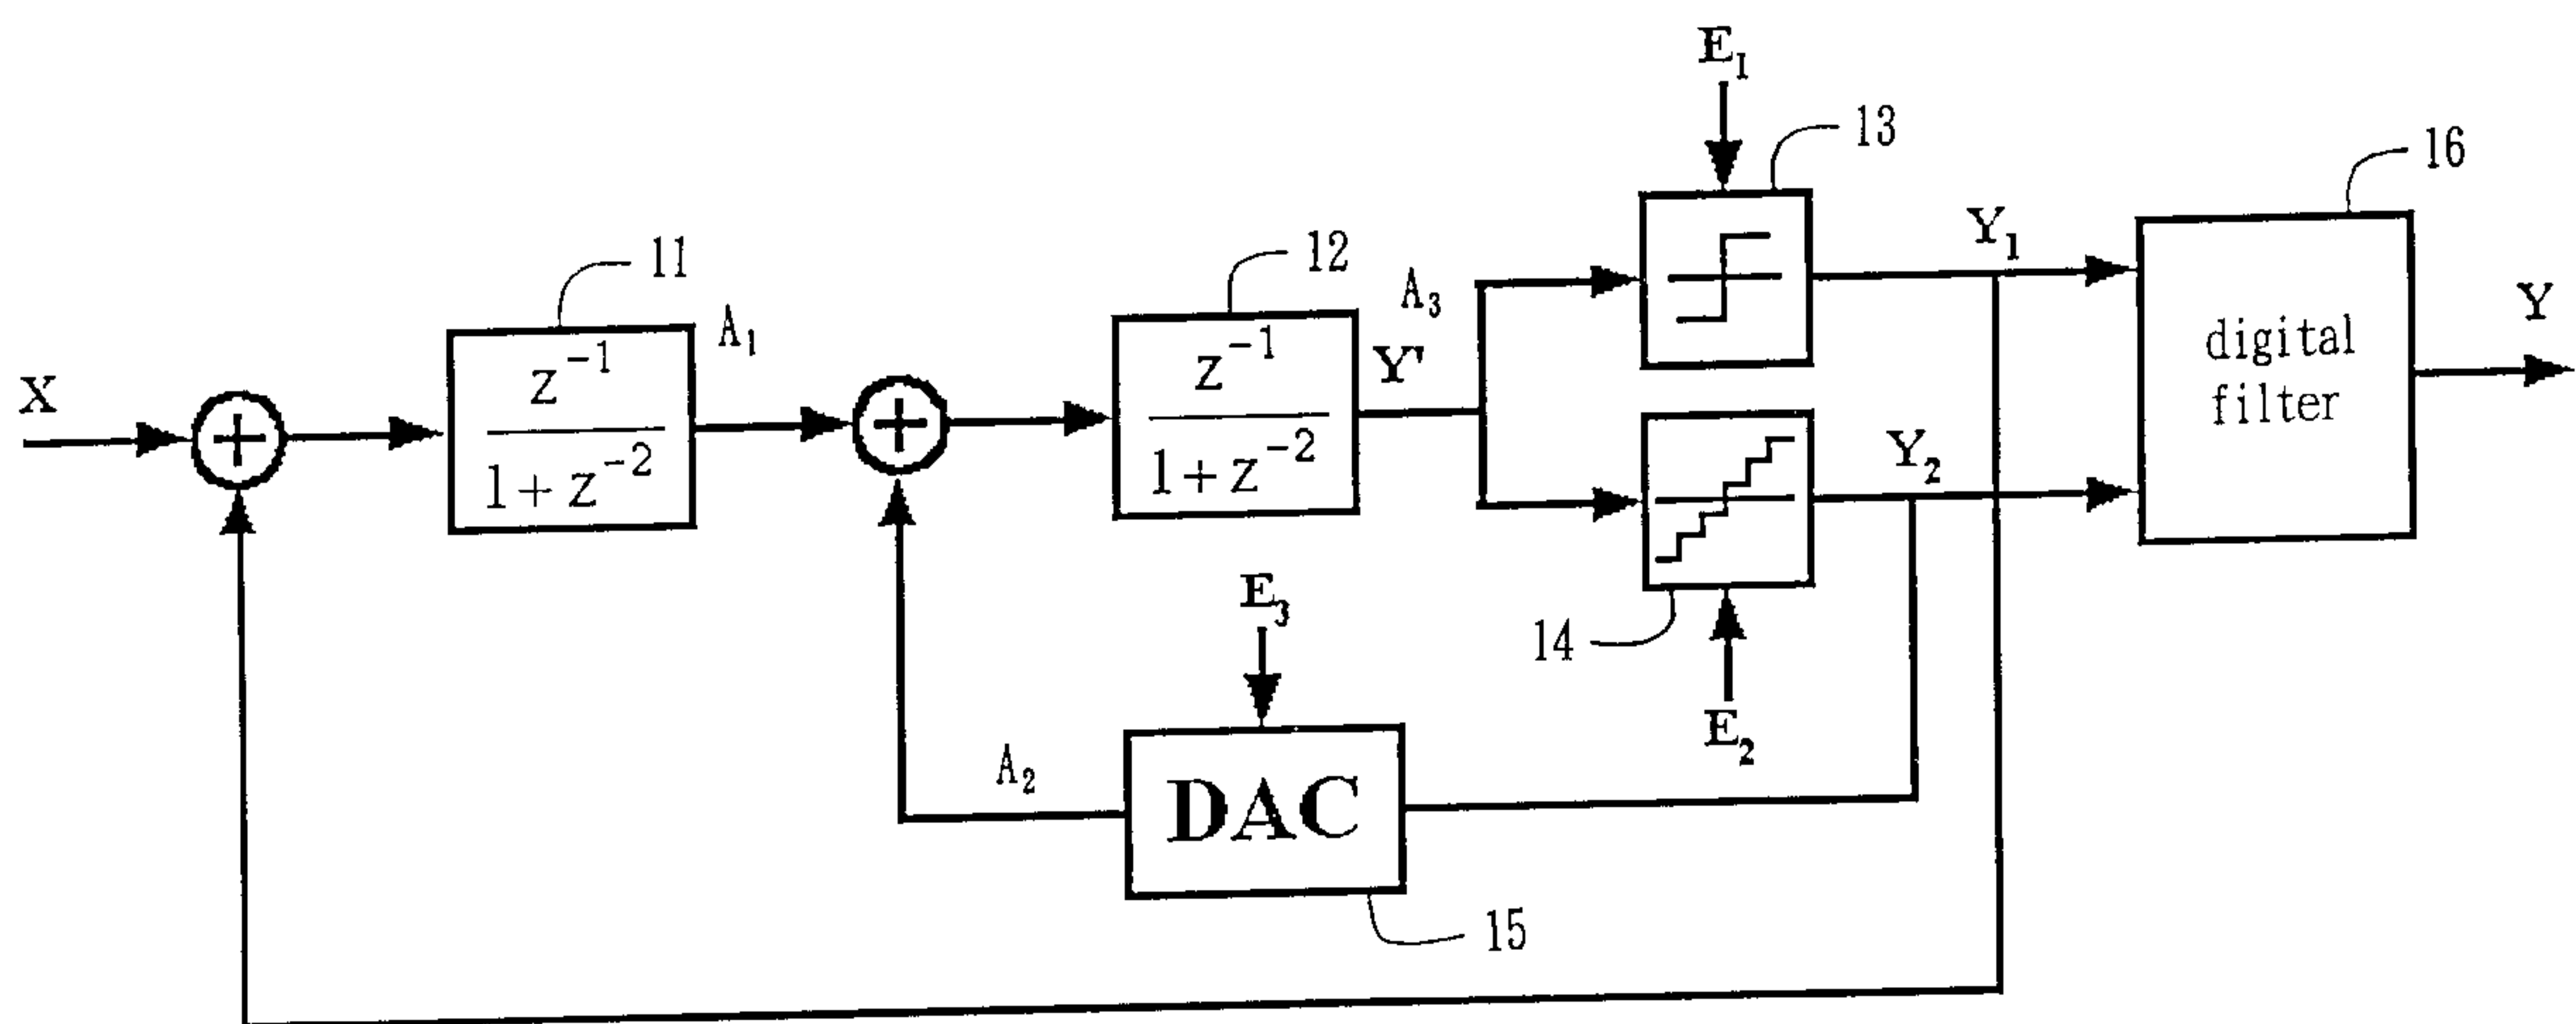 E₁
13
16
11
12
Y₁
Y
A₁
A₃
z⁻¹
1+z⁻²
z⁻¹
1+z⁻²
Y'
X
+
+
digital
filter
Y₂
E₃
14
E₂
A₂
DAC
15